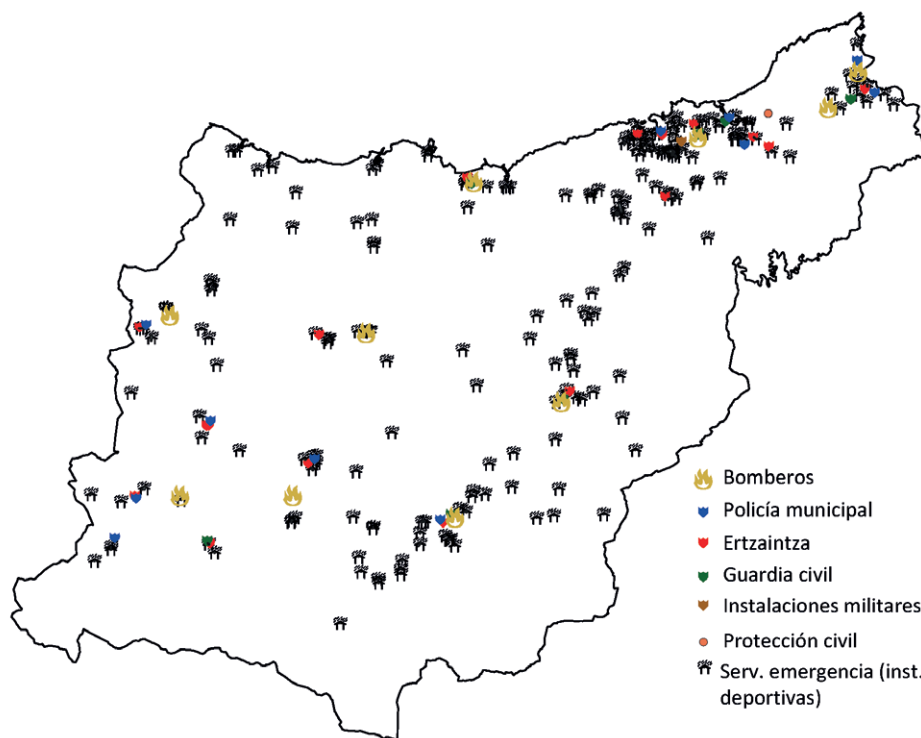 Bomberos
Policía municipal
Ertzaintza
Guardia civil
Instalaciones militares
Protección civil
Serv. emergencia (inst.
deportivas)